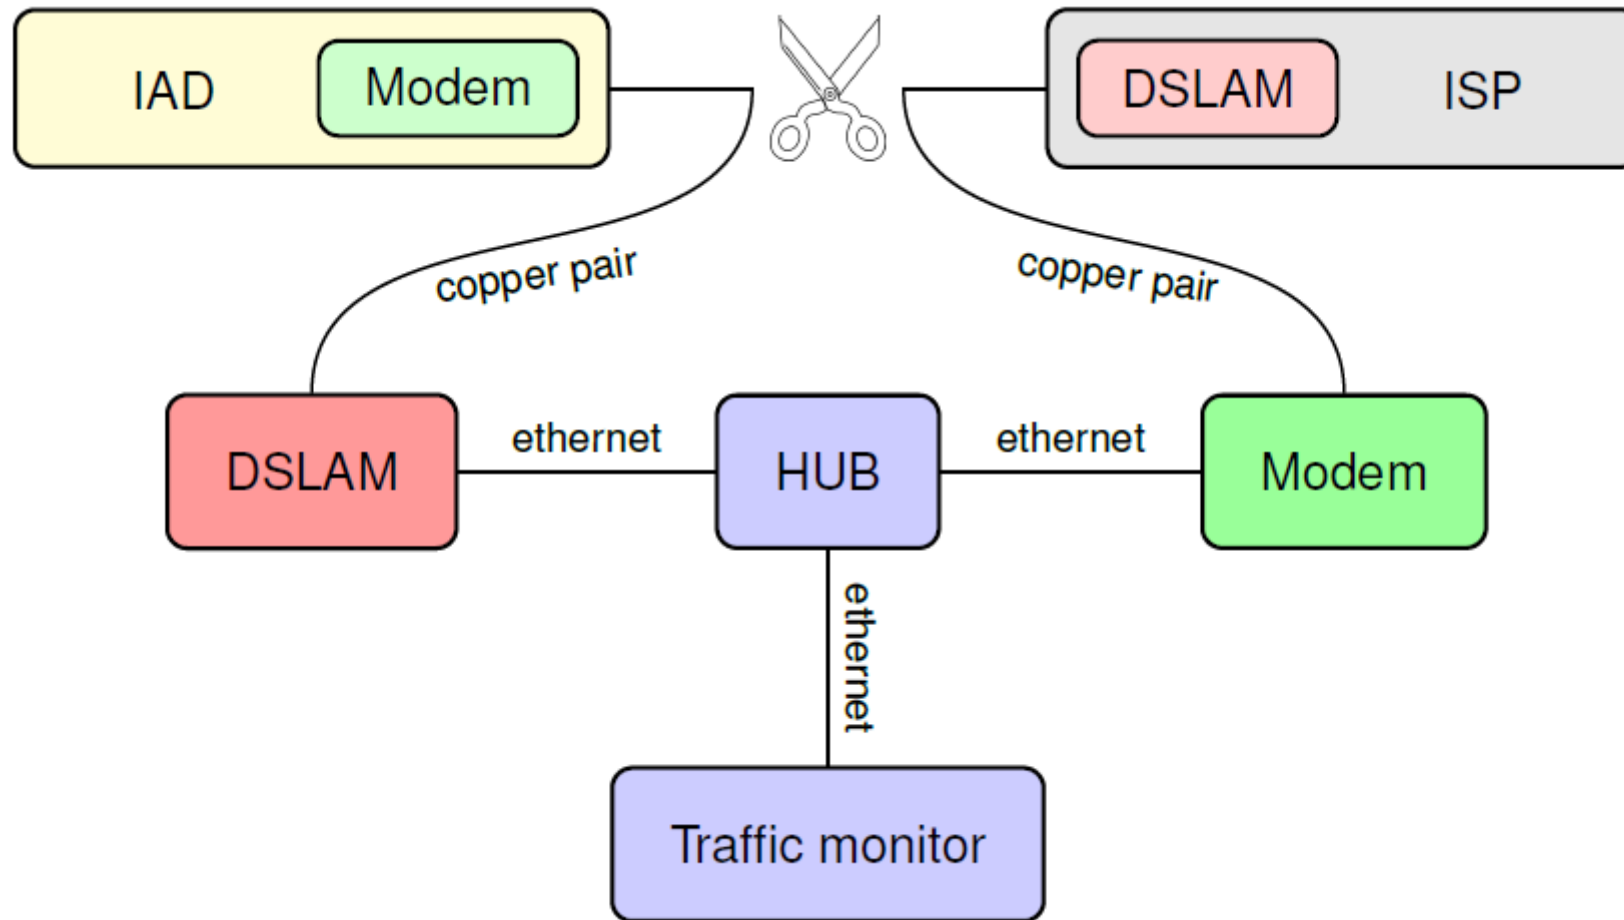 IAD
Modem
DSLAM
ISP
copper pair
copper pair
DSLAM
ethernet
HUB
ethernet
Modem
ethernet
Traffic monitor